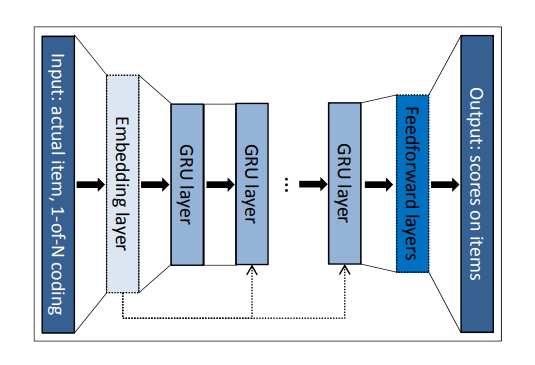 Input: actual item, 1-of-N coding
Embedding layer
GRU layer
GRU layer
...
GRU layer
Feedforward layers
Output: scores on items